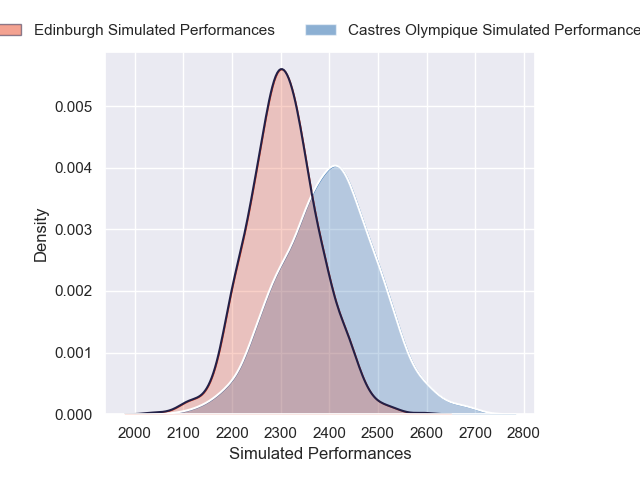 Edinburgh Simulated Performances Castres Olympique Simulated Performance
0.005
0.004
0.003
0.002
0.001
0.000
Density
2000 2100 2200 2300 2400 2500 2600 2700 2800
Simulated Performances